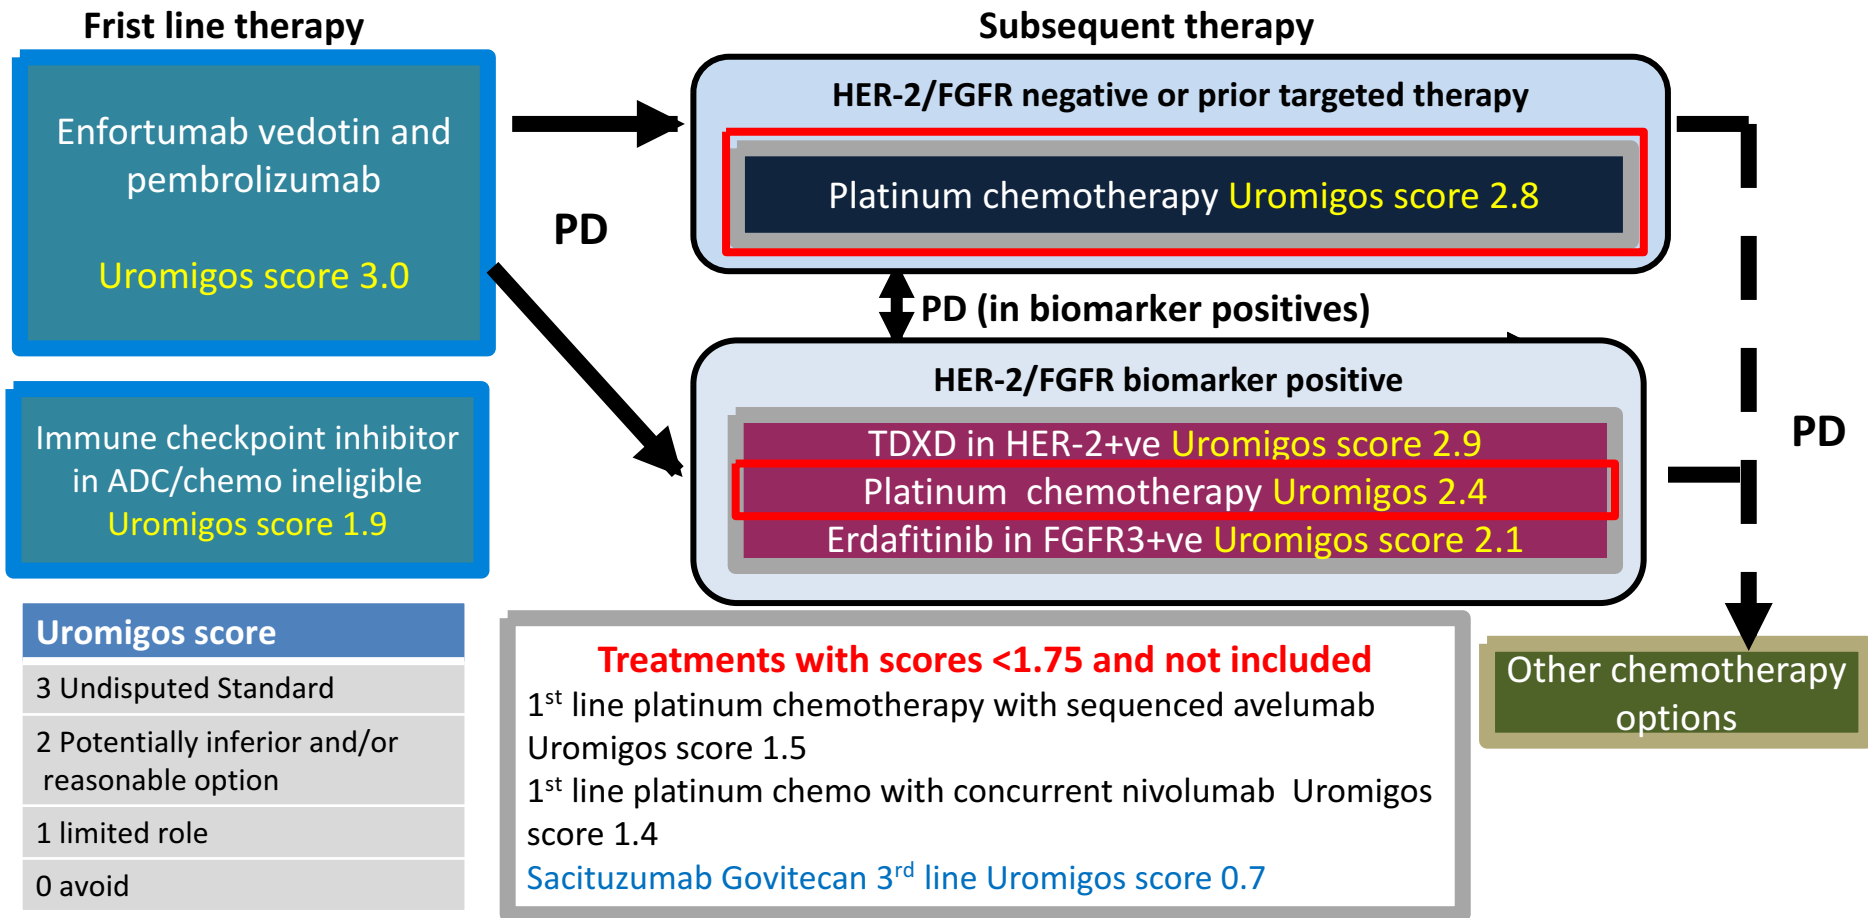 Frist line therapy
Enfortumab vedotin and
pembrolizumab
Uromigos score 3.0
Immune checkpoint inhibitor
in ADC/chemo ineligible
Uromigos score 1.9
PD
Subsequent therapy
HER-2/FGFR negative or prior targeted therapy
Platinum chemotherapy Uromigos score 2.8
PD (in biomarker positives)
HER-2/FGFR biomarker positive
TDXD in HER-2+ve Uromigos score 2.9
Platinum chemotherapy Uromigos 2.4
Erdafitinib in FGFR3+ve Uromigos score 2.1
PD
Other chemotherapy
options
Uromigos score
3 Undisputed Standard
2 Potentially inferior and/or
reasonable option
1 limited role
0 avoid
Treatments with scores <1.75 and not included
1st line platinum chemotherapy with sequenced avelumab
Uromigos score 1.5
1st line platinum chemo with concurrent nivolumab Uromigos
score 1.4
Sacituzumab Govitecan 3rd line Uromigos score 0.7